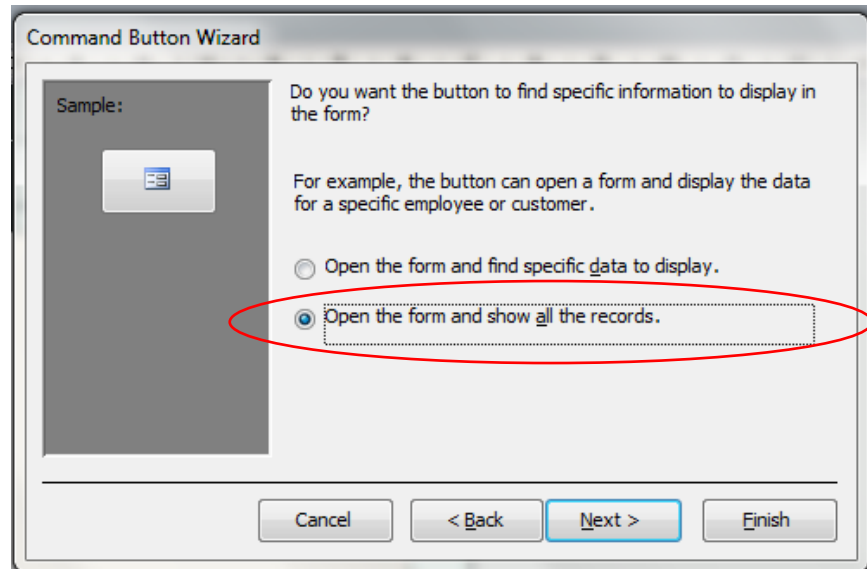 Command Button Wizard
Sample:
Do you want the button to find specific information to display in
the form?
For example, the button can open a form and display the data
for a specific employee or customer.
Open the form and find specific data to display.
Open the form and show all the records.
Cancel
< Back
Next >
Finish